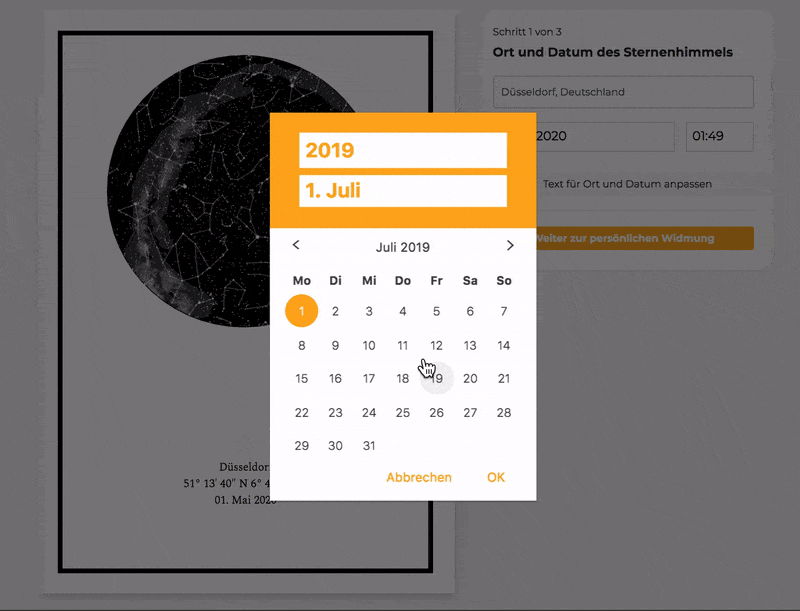 Schritt 1 von 3
Ort und Datum des Sternenhimmels
Düsseldorf, Deutschland
2020
01:49
Text für Ort und Datum anpassen
Weiter zur persönlichen Widmung
2019
1. Juli
< Juli 2019 >
Mo Di Mi Do Fr Sa So
1 2 3 4 5 6 7
8 9 10 11 12 13 14
15 16 17 18 19 20 21
22 23 24 25 26 27 28
29 30 31
Abbrechen OK
Düsseldor
51° 13' 40" N 6° 4
01. Mai 2020